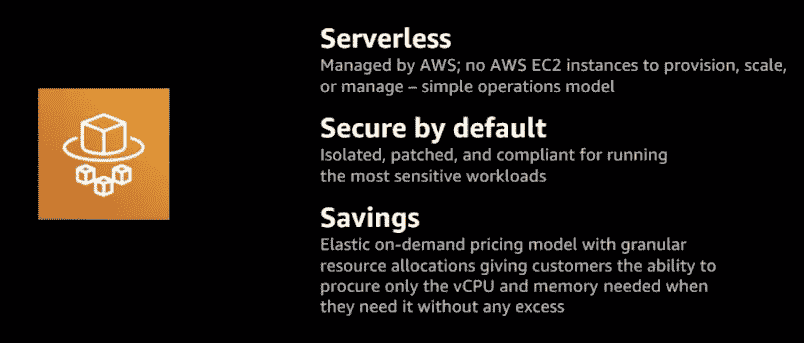 Serverless
Managed by AWS; no AWS EC2 instances to provision, scale,
or manage – simple operations model
Secure by default
Isolated, patched, and compliant for running
the most sensitive workloads
Savings
Elastic on-demand pricing model with granular
resource allocations giving customers the ability to
procure only the vCPU and memory needed when
they need it without any excess